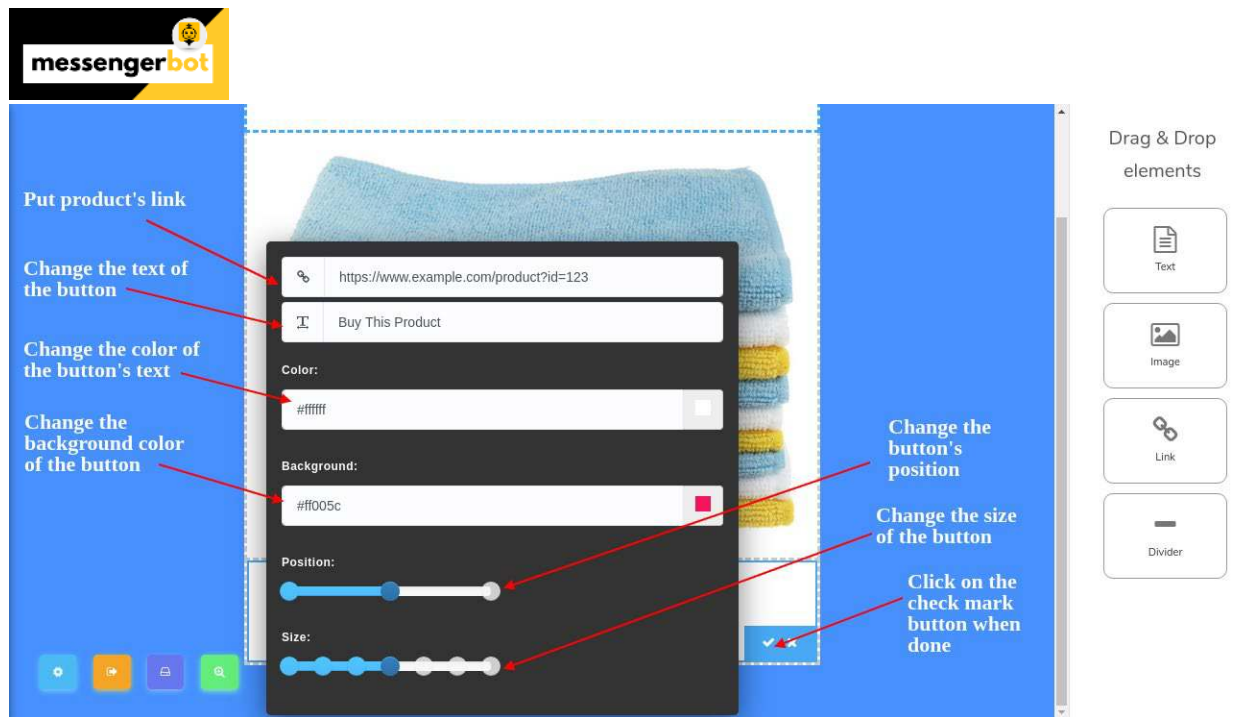 messengerbot
Drag & Drop
elements
Put product's link
Change the text of
the button
Change the color of
the button's text
Change the
background color
of the button
https://www.example.com/product?id=123
Buy This Product
Color:
#ffffff
Background:
#ff005c
Position:
Size:
Change the
button's
position
Change the size
of the button
Click on the
check mark
button when
done
Text
Image
Link
Divider